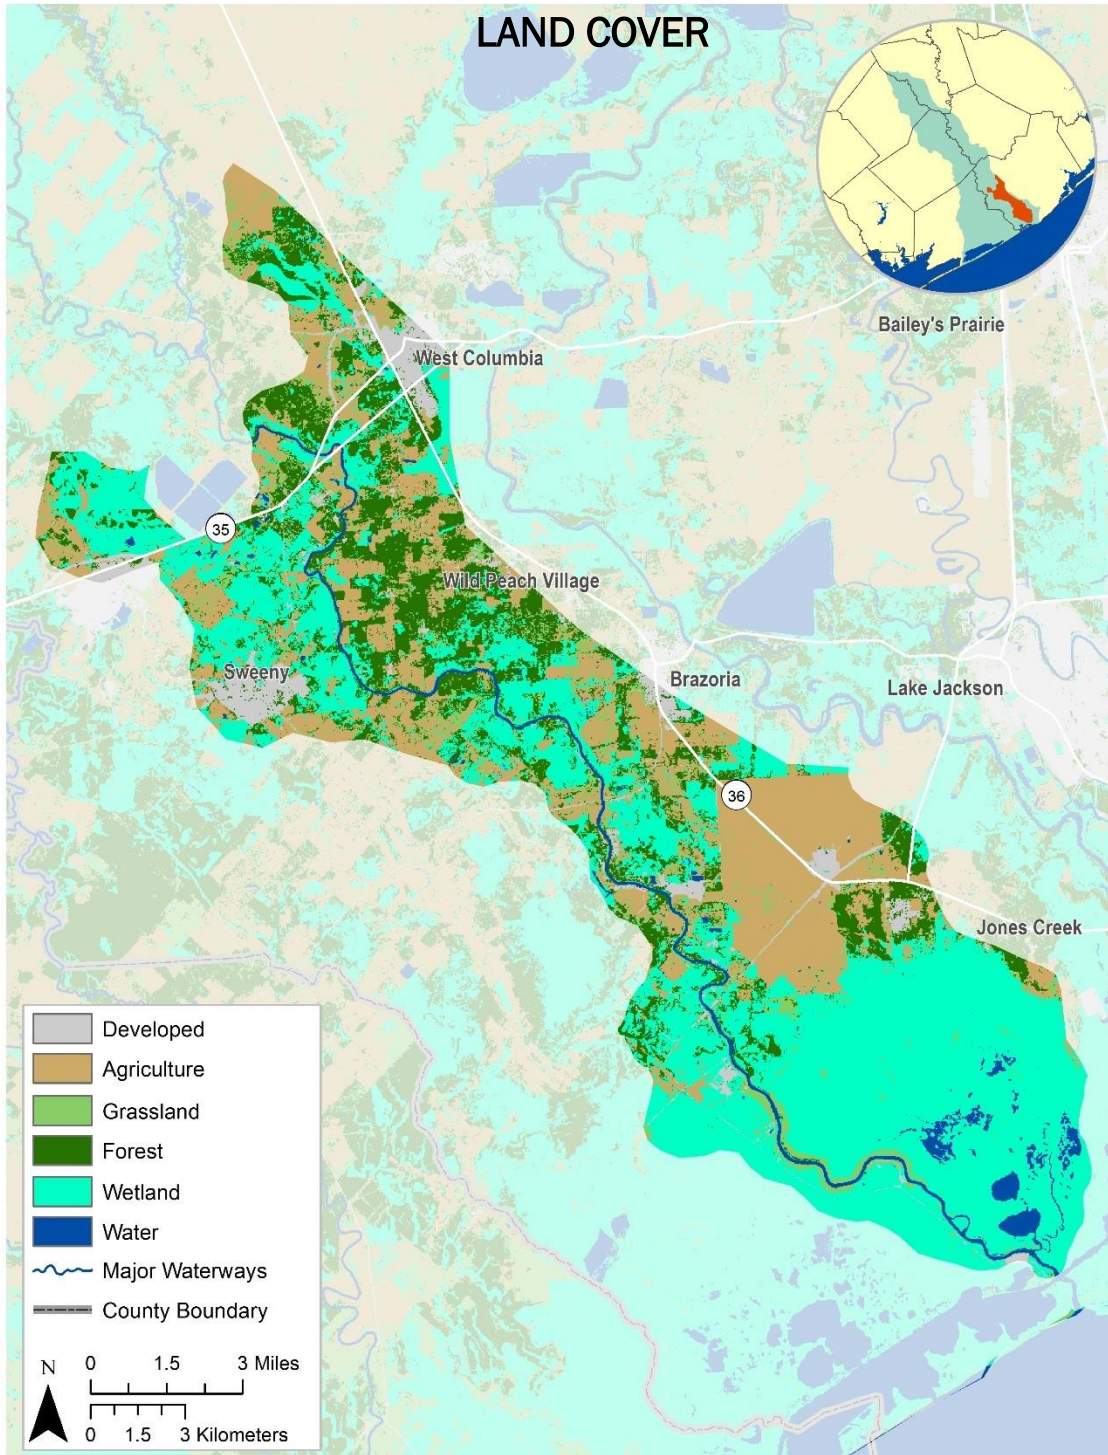 LAND COVER
Bailey's Prairie
West Columbia
35
Wild Peach Village
Sweeny
Brazoria
Lake Jackson
36
Jones Creek
Developed
Agriculture
Grassland
Forest
Wetland
Water
Major Waterways
County Boundary
N
0 1.5 3 Miles
0 1.5 3 Kilometers